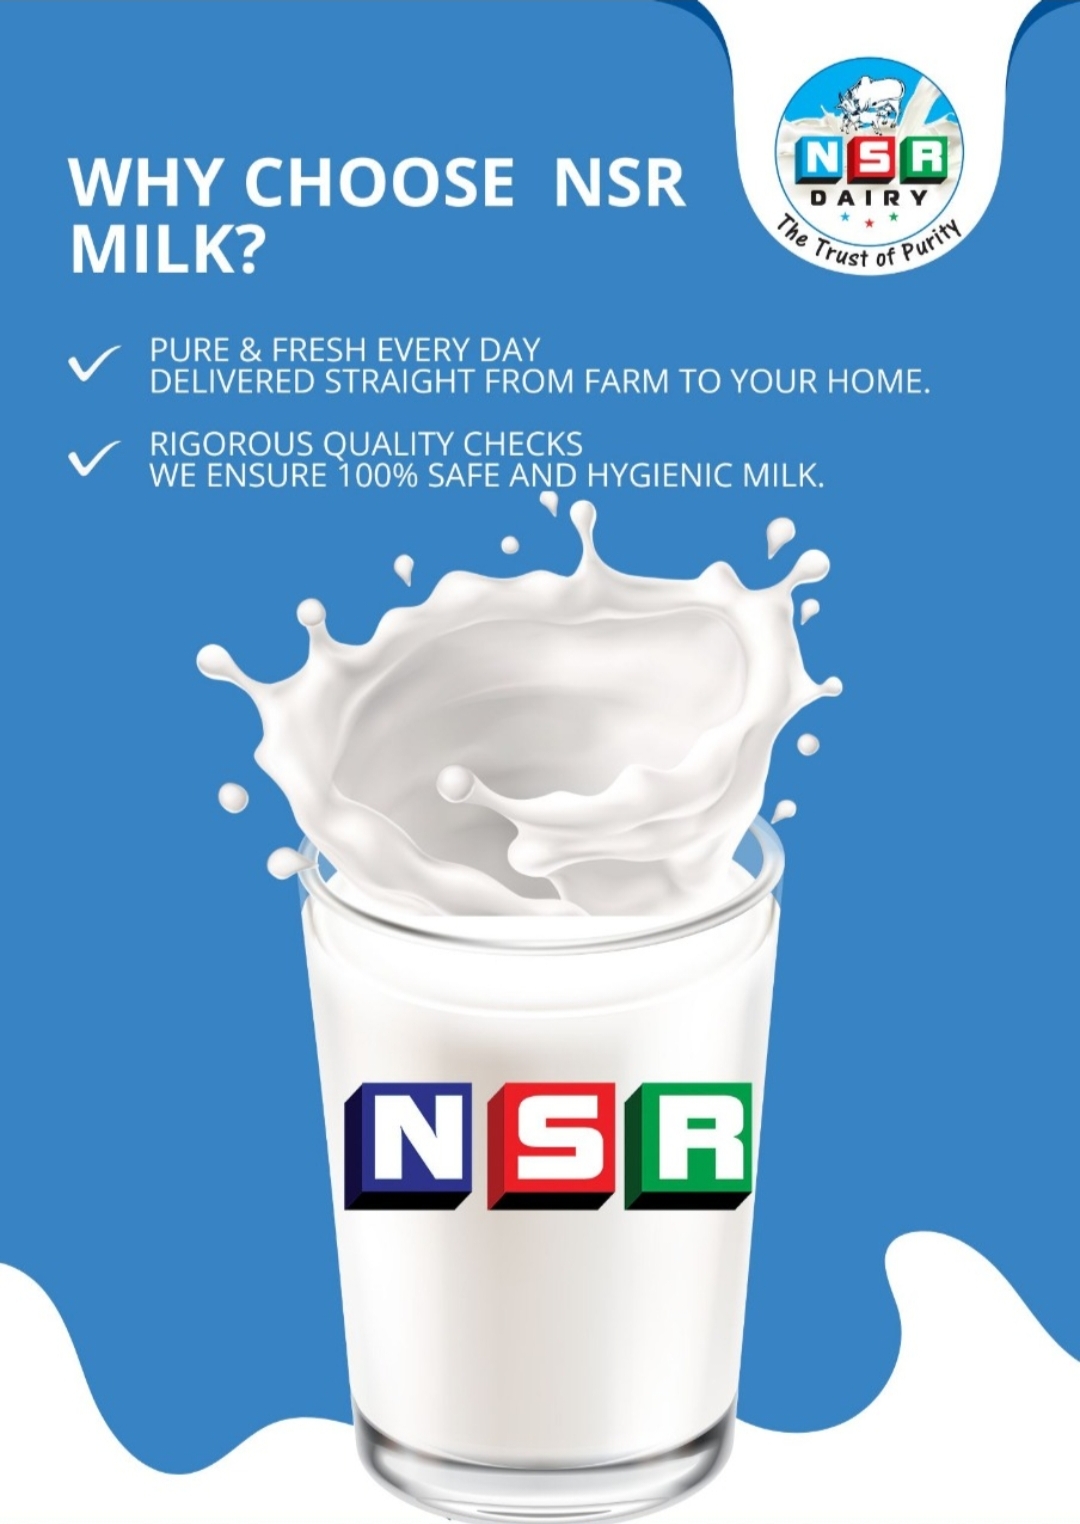 WHY CHOOSE NSR
MILK?
NSR
DAIRY
The Trust of Purity
PURE & FRESH EVERY DAY
DELIVERED STRAIGHT FROM FARM TO YOUR HOME.
RIGOROUS QUALITY CHECKS
WE ENSURE 100% SAFE AND HYGIENIC MILK.
NSR